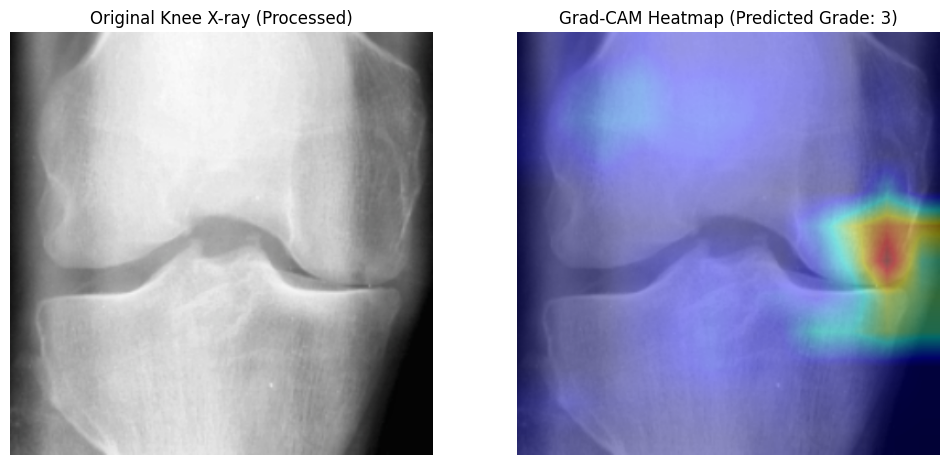 Original Knee X-ray (Processed)
Grad-CAM Heatmap (Predicted Grade: 3)